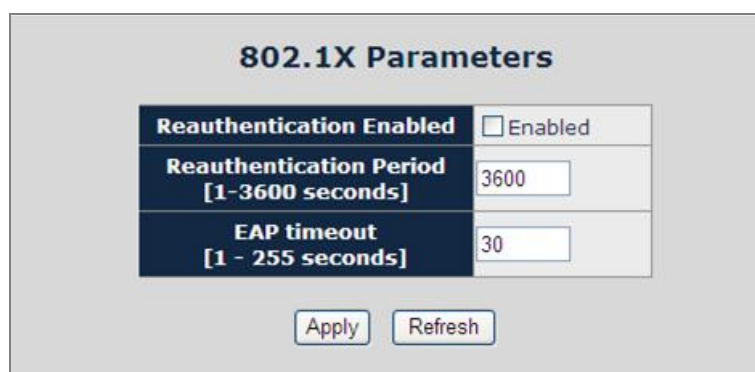 802.1X Parameters
Reauthentication Enabled
Enabled
Reauthentication Period
[1-3600 seconds]
3600
EAP timeout
[1 - 255 seconds]
30
Apply
Refresh